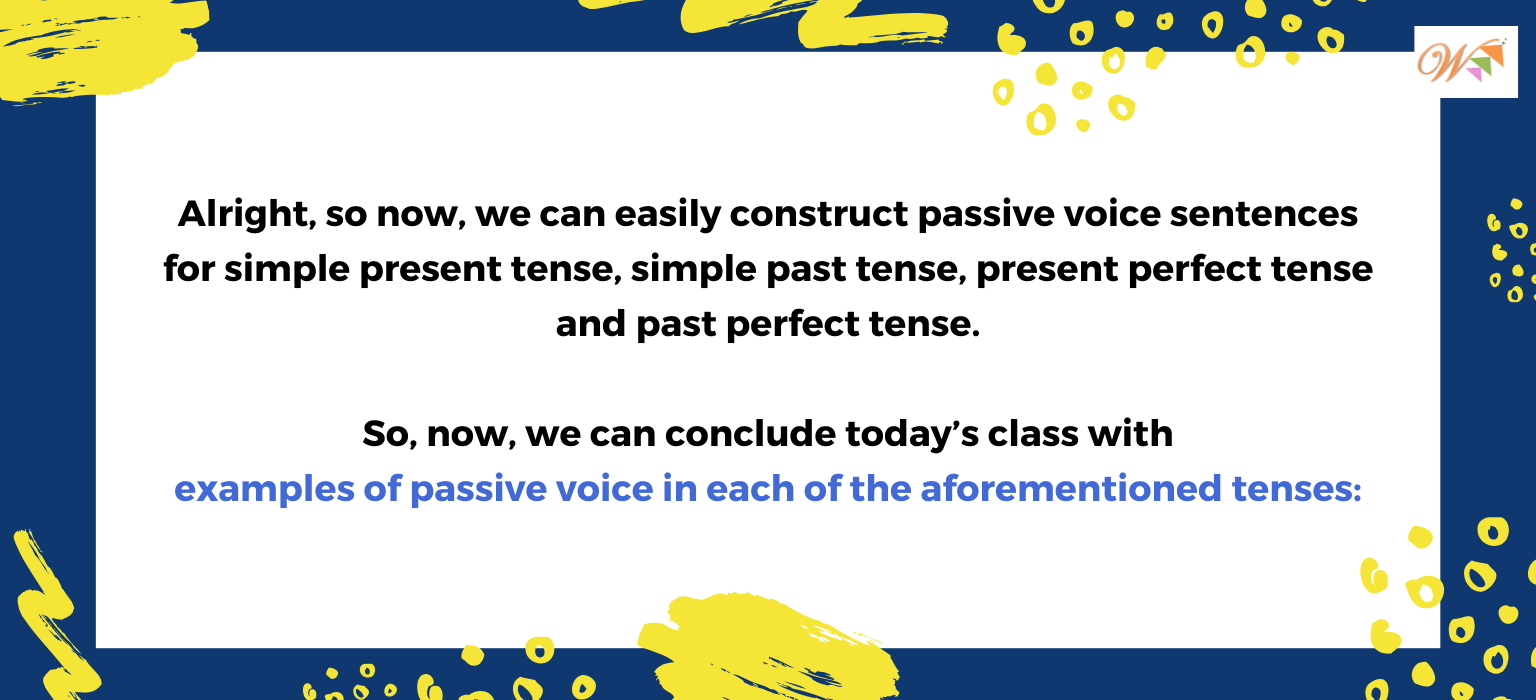 W
Alright, so now, we can easily construct passive voice sentences
for simple present tense, simple past tense, present perfect tense
and past perfect tense.
So, now, we can conclude today’s class with
examples of passive voice in each of the aforementioned tenses: